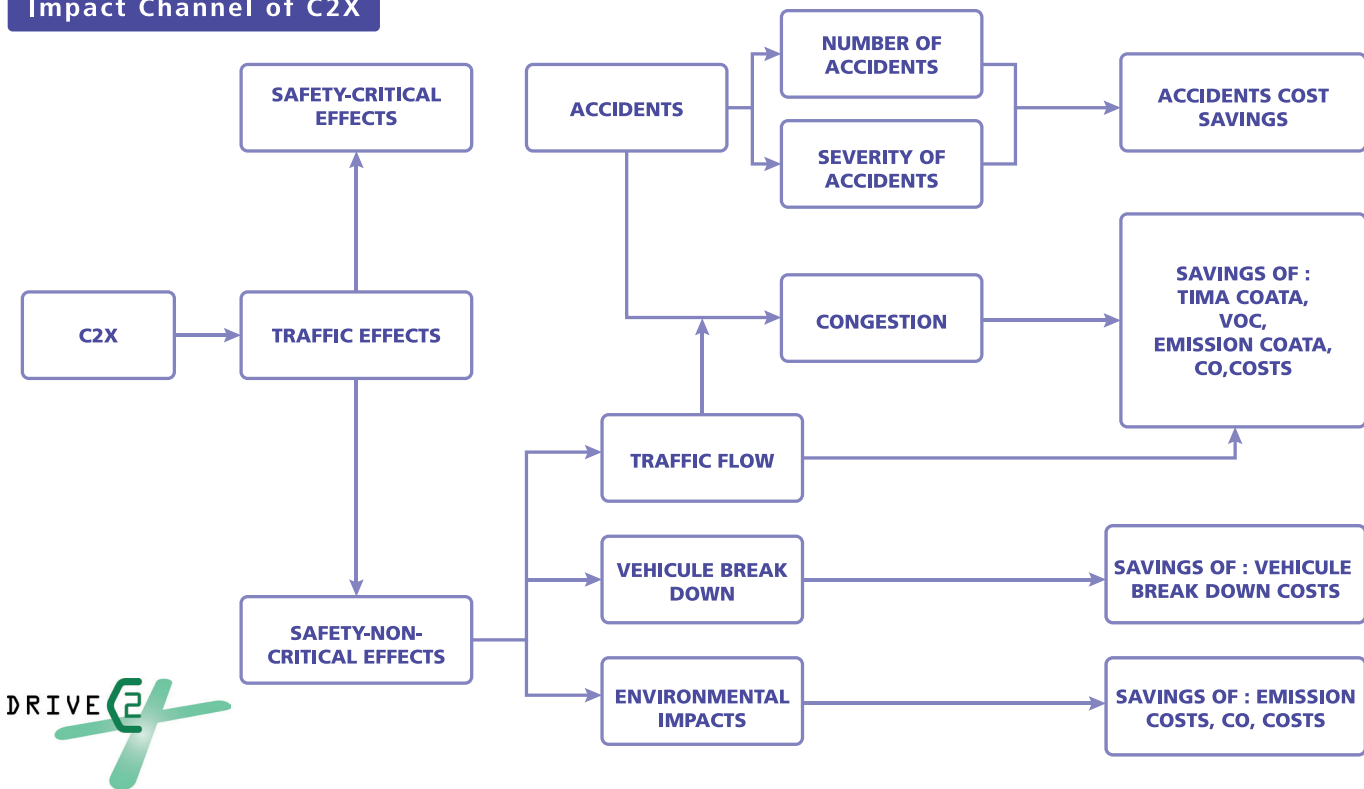 Impact Channel of C2X
SAFETY-CRITICAL
EFFECTS
ACCIDENTS
NUMBER OF
ACCIDENTS
SEVERITY OF
ACCIDENTS
ACCIDENTS COST
SAVINGS
C2X
TRAFFIC EFFECTS
CONGESTION
SAVINGS OF :
TIMA COATA,
VOC,
EMISSION COATA,
CO,COSTS
TRAFFIC FLOW
VEHICULE BREAK
DOWN
SAVINGS OF : VEHICULE
BREAK DOWN COSTS
SAFETY-NON-
CRITICAL EFFECTS
ENVIRONMENTAL
IMPACTS
SAVINGS OF : EMISSION
COSTS, CO, COSTS
DRIVE C2X